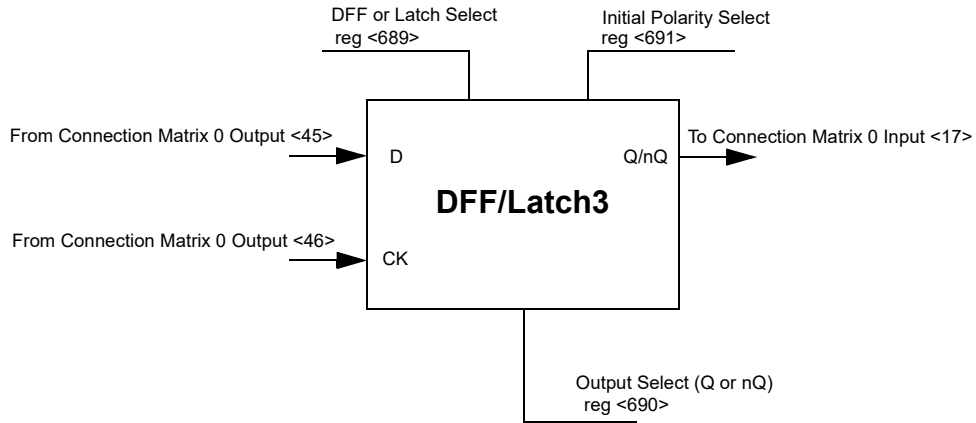 DFF or Latch Select
reg <689>
Initial Polarity Select
reg <691>
From Connection Matrix 0 Output <45>
D
Q/nQ
To Connection Matrix 0 Input <17>
DFF/Latch3
From Connection Matrix 0 Output <46>
CK
Output Select (Q or nQ)
reg <690>